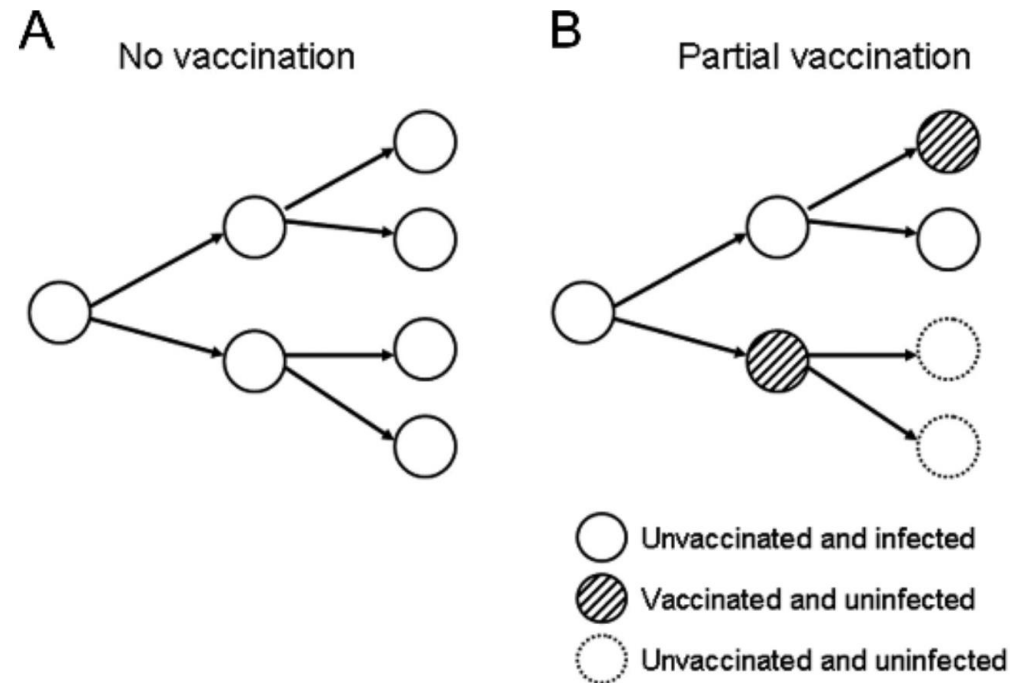 A
No vaccination
B
Partial vaccination
Unvaccinated and infected
Vaccinated and uninfected
Unvaccinated and uninfected